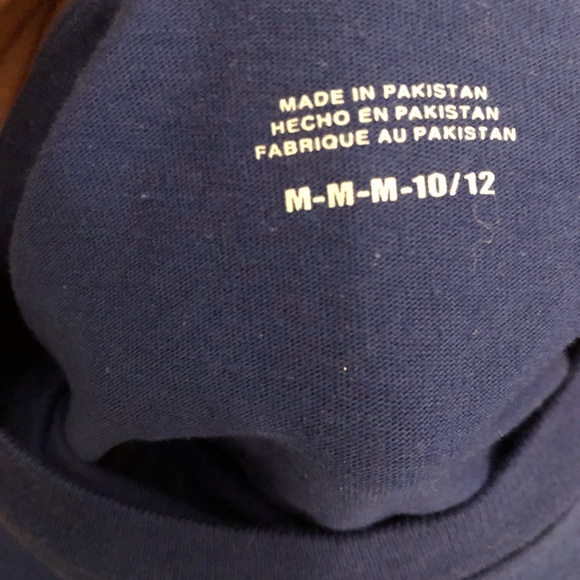 MADE IN PAKISTAN
HECHO EN PAKISTAN
FABRIQUE AU PAKISTAN
M-M-M-10/12